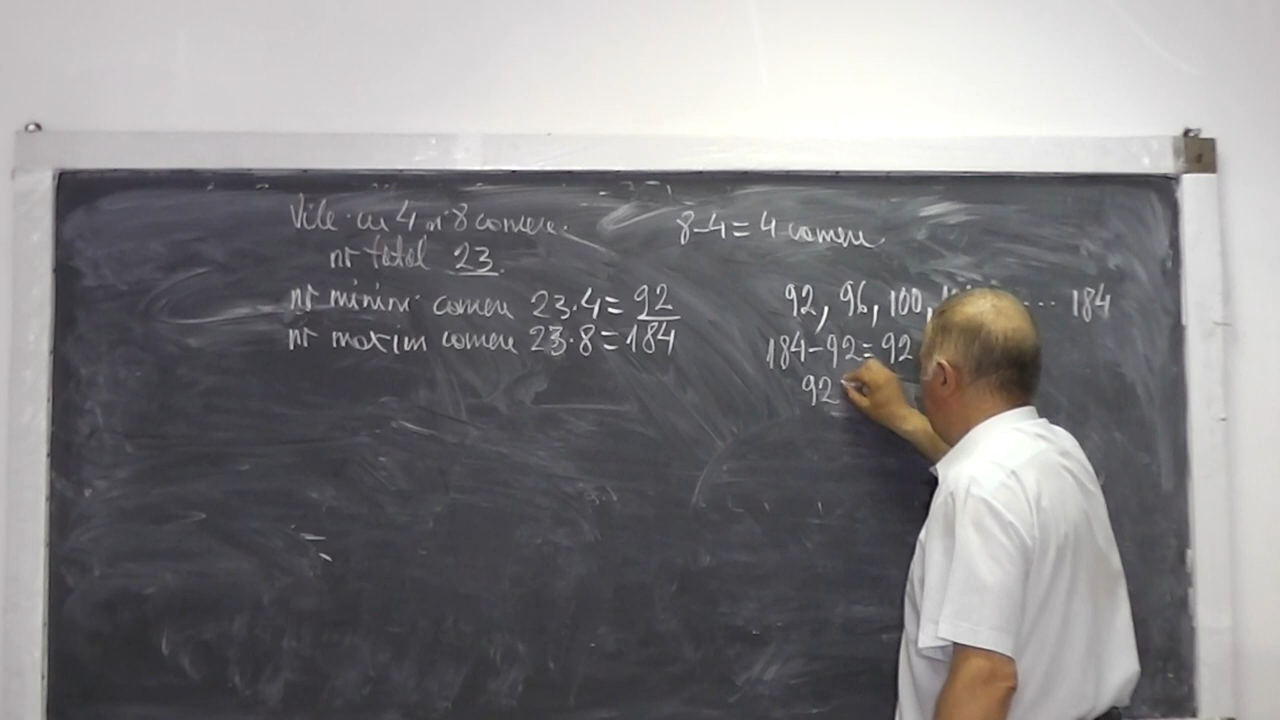 Vile cu 4 și 8 camere.
nr total 23.
nr minim camere 23·4=92
nr maxim camere 23·8=184
8-4=4 camere
92, 96, 100, ... 184
184-92=92
92